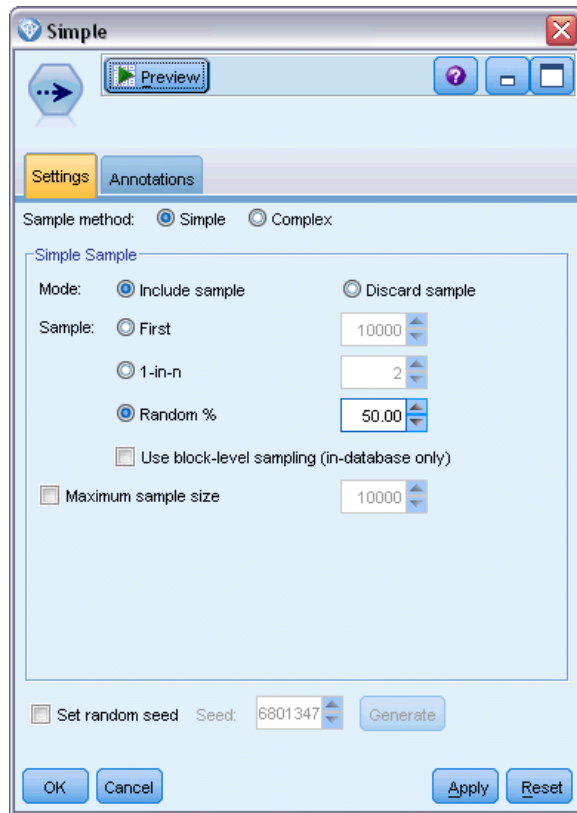 Simple
Preview
?
Settings Annotations
Sample method: Simple Complex
Simple Sample
Mode: Include sample Discard sample
Sample: First 10000
1-in-n 2
Random % 50.00
Use block-level sampling (in-database only)
Maximum sample size 10000
Set random seed Seed: 6801347 Generate
OK Cancel Apply Reset